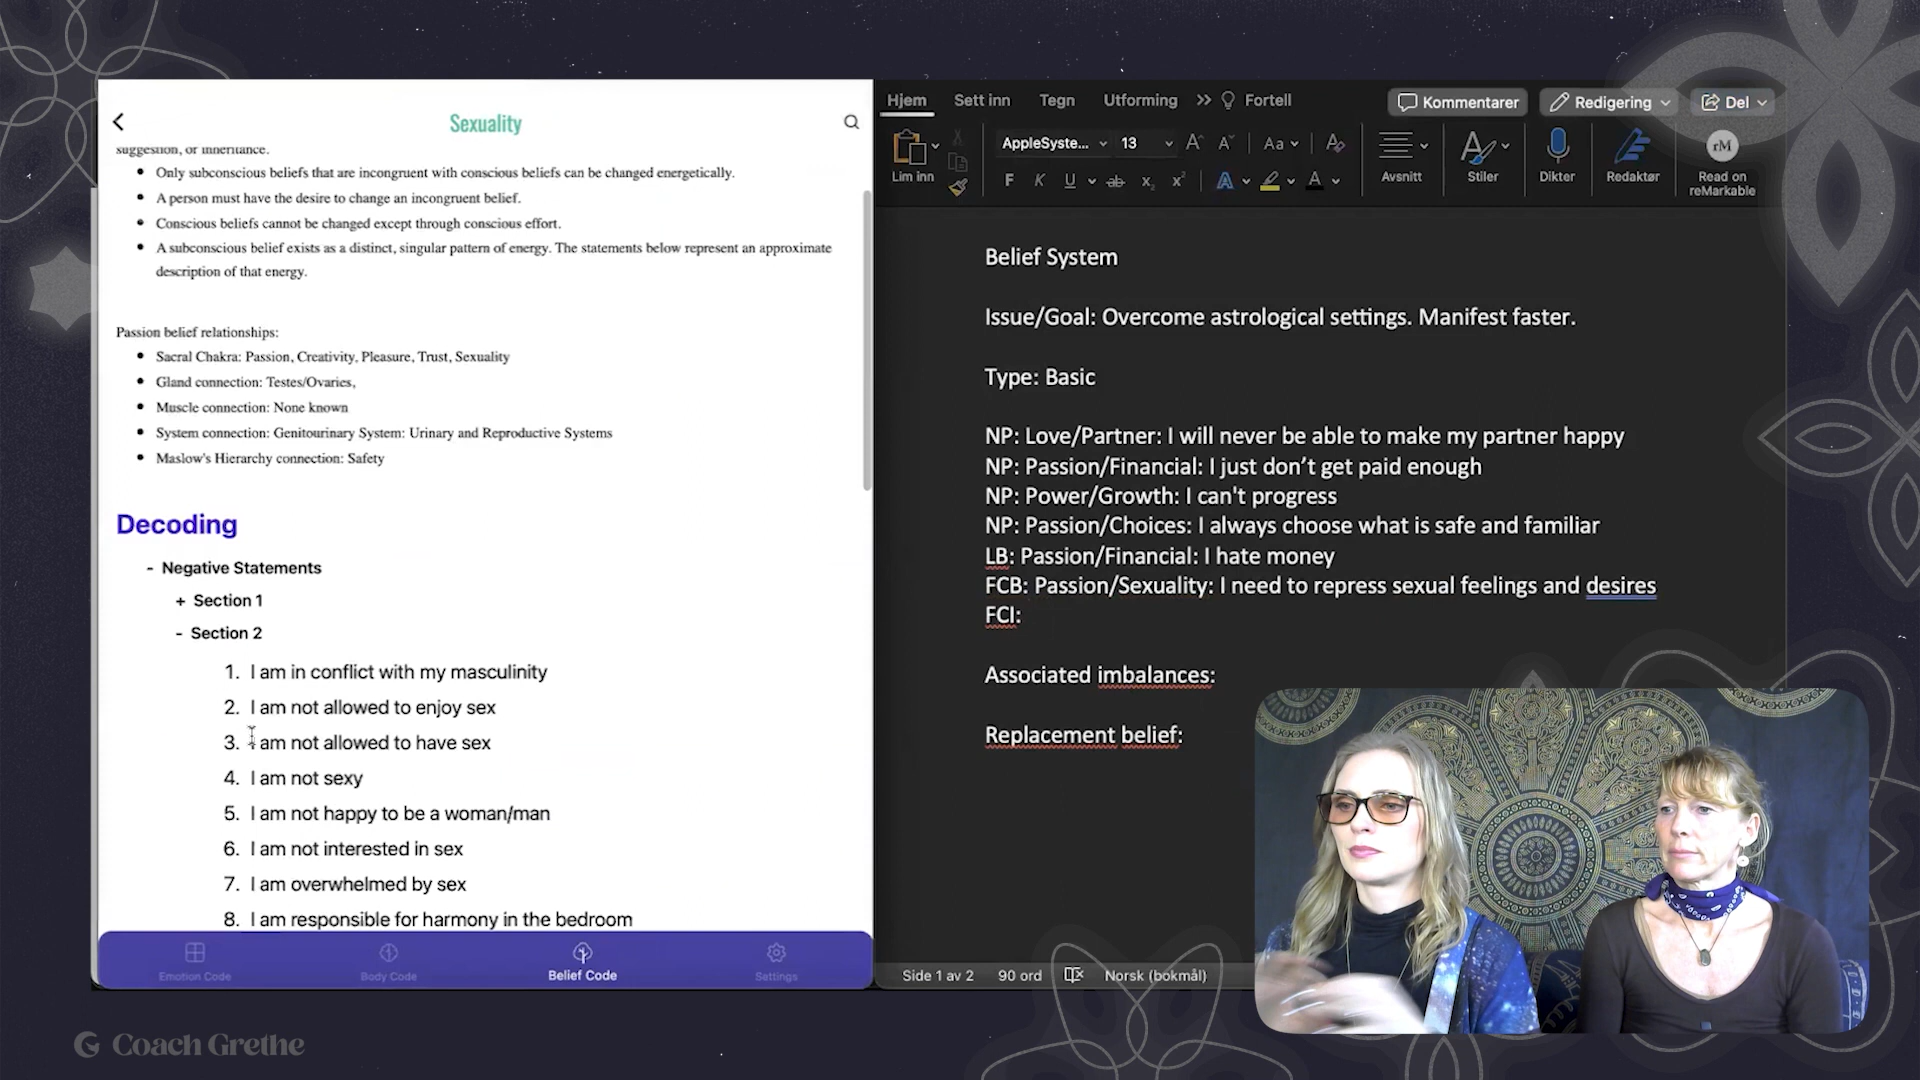 Sexuality
suggestion, or inheritance.
• Only subconscious beliefs that are incongruent with conscious beliefs can be changed energetically.
• A person must have the desire to change an incongruent belief.
• Conscious beliefs cannot be changed except through conscious effort.
• A subconscious belief exists as a distinct, singular pattern of energy. The statements below represent an approximate
description of that energy.
Passion belief relationships:
• Sacral Chakra: Passion, Creativity, Pleasure, Trust, Sexuality
• Gland connection: Testes/Ovaries,
• Muscle connection: None known
• System connection: Genitourinary System: Urinary and Reproductive Systems
• Maslow's Hierarchy connection: Safety
Decoding
- Negative Statements
+ Section 1
- Section 2
1. I am in conflict with my masculinity
2. I am not allowed to enjoy sex
3. I am not allowed to have sex
4. I am not sexy
5. I am not happy to be a woman/man
6. I am not interested in sex
7. I am overwhelmed by sex
8. I am responsible for harmony in the bedroom
Emotion Code
Body Code
Belief Code
Settings
Hjem Sett inn Tegn Utforming >> Fortell
Kommentarer Redigering Del
Lim inn
AppleSyste... 13
Aa
F K U ab x₂ x² A A
Avsnitt
Stiler
Dikter
Redaktør
rM
Read on
reMarkable
Belief System
Issue/Goal: Overcome astrological settings. Manifest faster.
Type: Basic
NP: Love/Partner: I will never be able to make my partner happy
NP: Passion/Financial: I just don’t get paid enough
NP: Power/Growth: I can't progress
NP: Passion/Choices: I always choose what is safe and familiar
LB: Passion/Financial: I hate money
FCB: Passion/Sexuality: I need to repress sexual feelings and desires
FCI:
Associated imbalances:
Replacement belief:
Side 1 av 2 90 ord Norsk (bokmål)
Coach Grethe